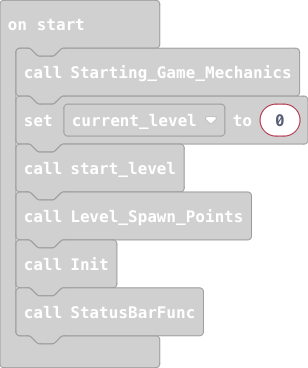 on start
call Starting_Game_Mechanics
set current_level to 0
call start_level
call Level_Spawn_Points
call Init
call StatusBarFunc